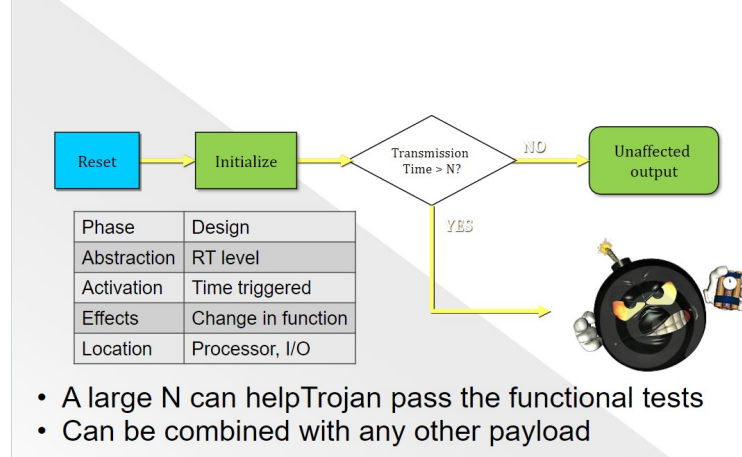 Reset
Initialize
Transmission
Time > N?
NO
Unaffected
output
YES
Phase Design
Abstraction RT level
Activation Time triggered
Effects Change in function
Location Processor, I/O
• A large N can helpTrojan pass the functional tests
• Can be combined with any other payload